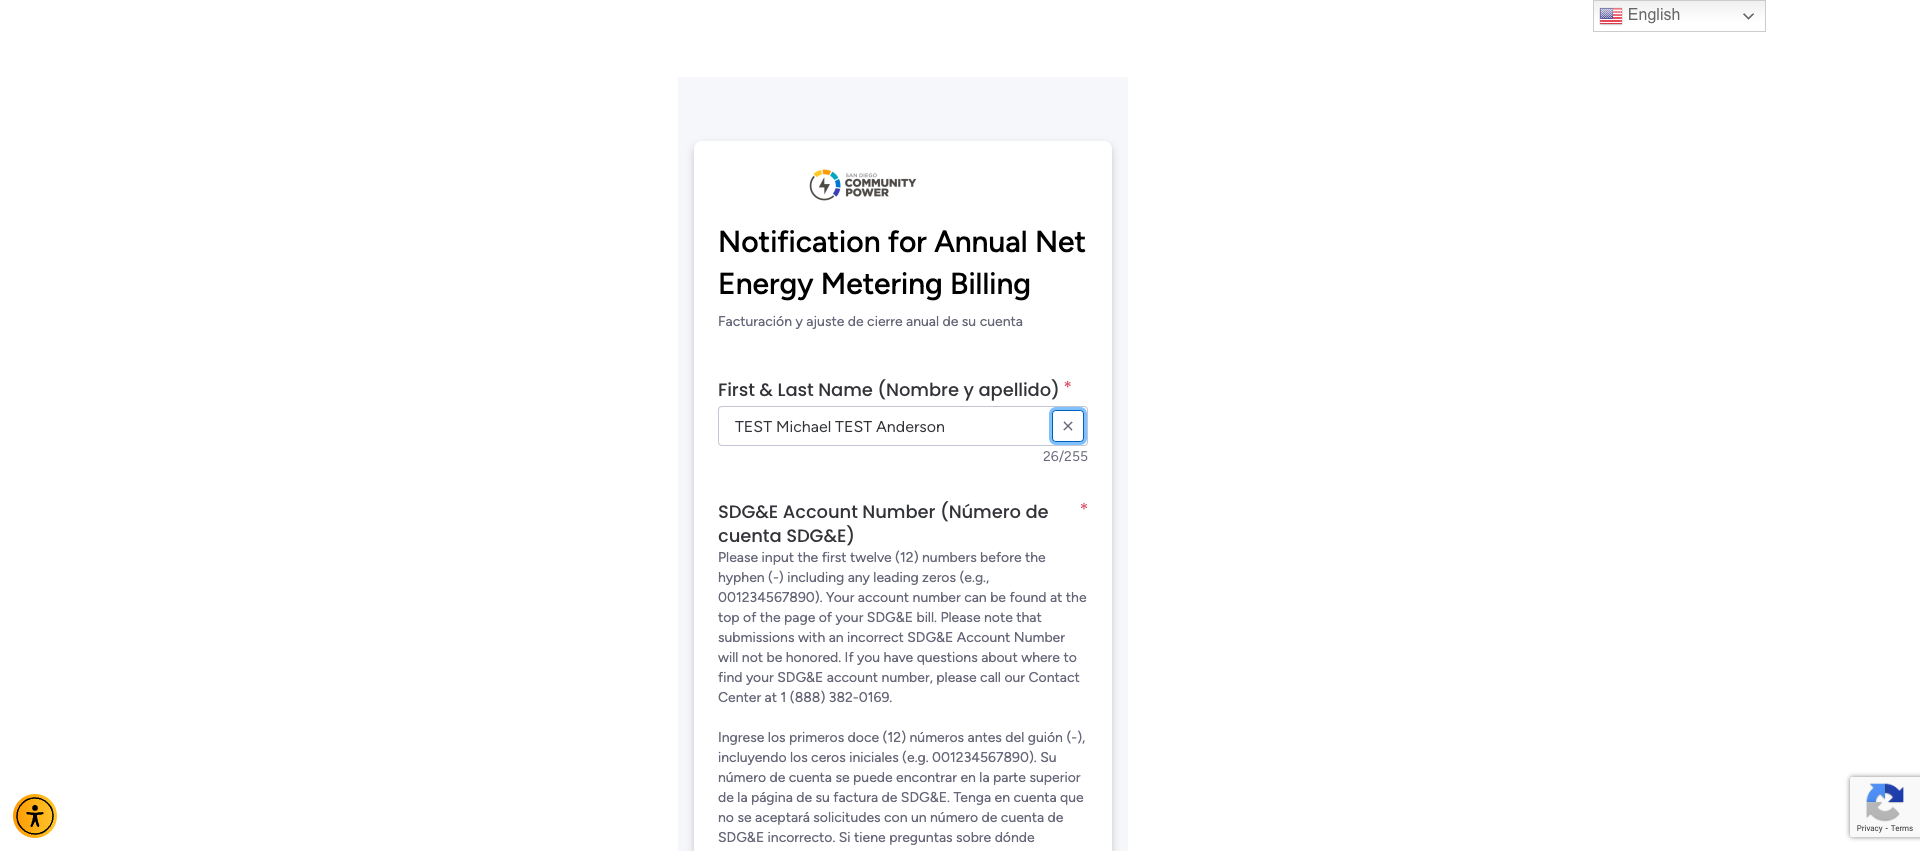 English
SAN DIEGO
COMMUNITY
POWER
Notification for Annual Net
Energy Metering Billing
Facturación y ajuste de cierre anual de su cuenta
First & Last Name (Nombre y apellido) *
TEST Michael TEST Anderson
26/255
SDG&E Account Number (Número de *
cuenta SDG&E)
Please input the first twelve (12) numbers before the
hyphen (-) including any leading zeros (e.g.,
001234567890). Your account number can be found at the
top of the page of your SDG&E bill. Please note that
submissions with an incorrect SDG&E Account Number
will not be honored. If you have questions about where to
find your SDG&E account number, please call our Contact
Center at 1 (888) 382-0169.
Ingrese los primeros doce (12) números antes del guión (-),
incluyendo los ceros iniciales (e.g. 001234567890). Su
número de cuenta se puede encontrar en la parte superior
de la página de su factura de SDG&E. Tenga en cuenta que
no se aceptará solicitudes con un número de cuenta de
SDG&E incorrecto. Si tiene preguntas sobre dónde
Privacy - Terms